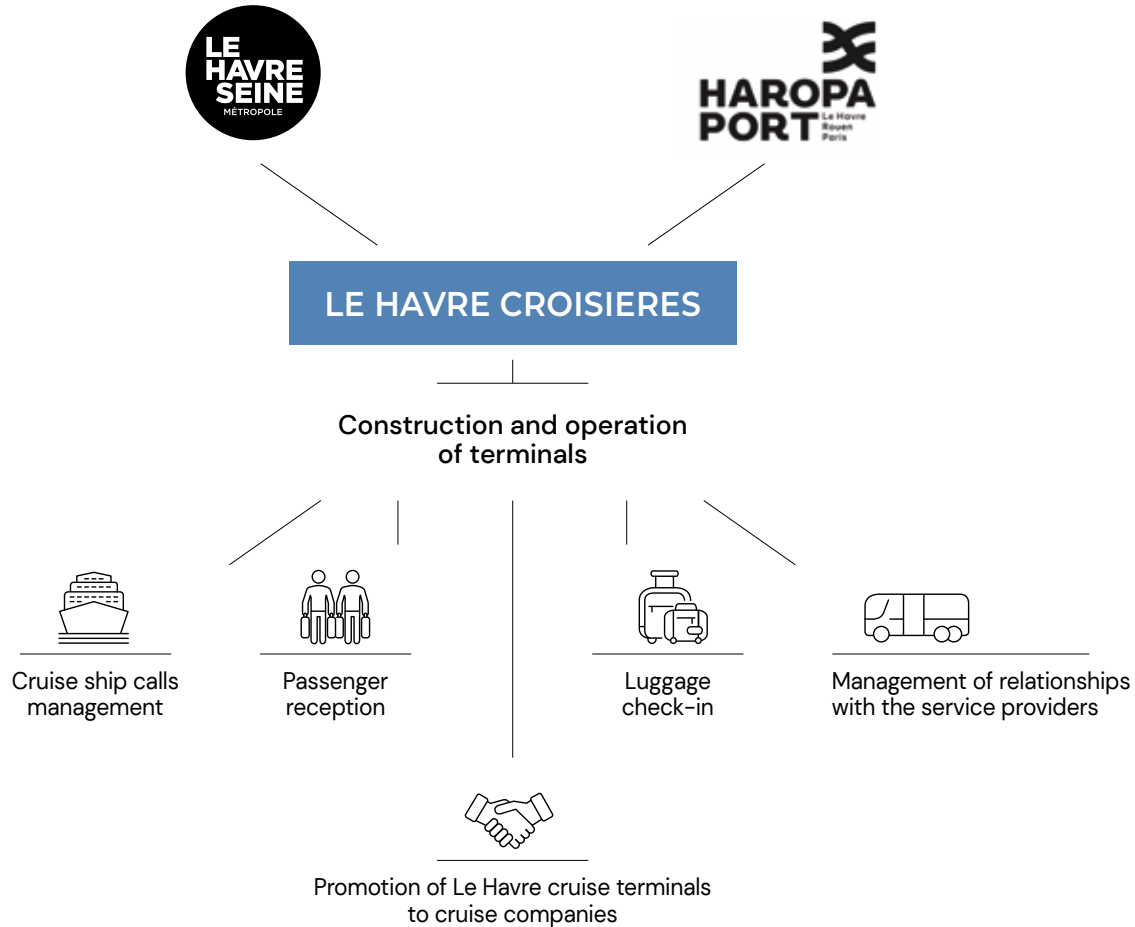 LE
HAVRE
SEINE
MÉTROPOLE
HAROPA
PORT
Le Havre
Rouen
Paris
LE HAVRE CROISIERES
Construction and operation
of terminals
Cruise ship calls
management
Passenger
reception
Luggage
check-in
Management of relationships
with the service providers
Promotion of Le Havre cruise terminals
to cruise companies